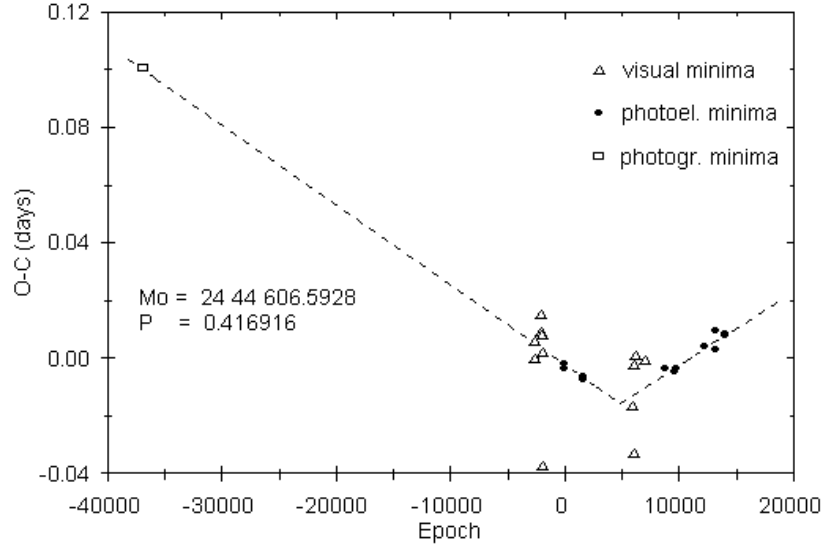 0.12
0.08
0.04
0.00
-0.04
O-C (days)
visual minima
photoel. minima
photogr. minima
Mo = 24 44 606.5928
P = 0.416916
-40000 -30000 -20000 -10000 0 10000 20000
Epoch